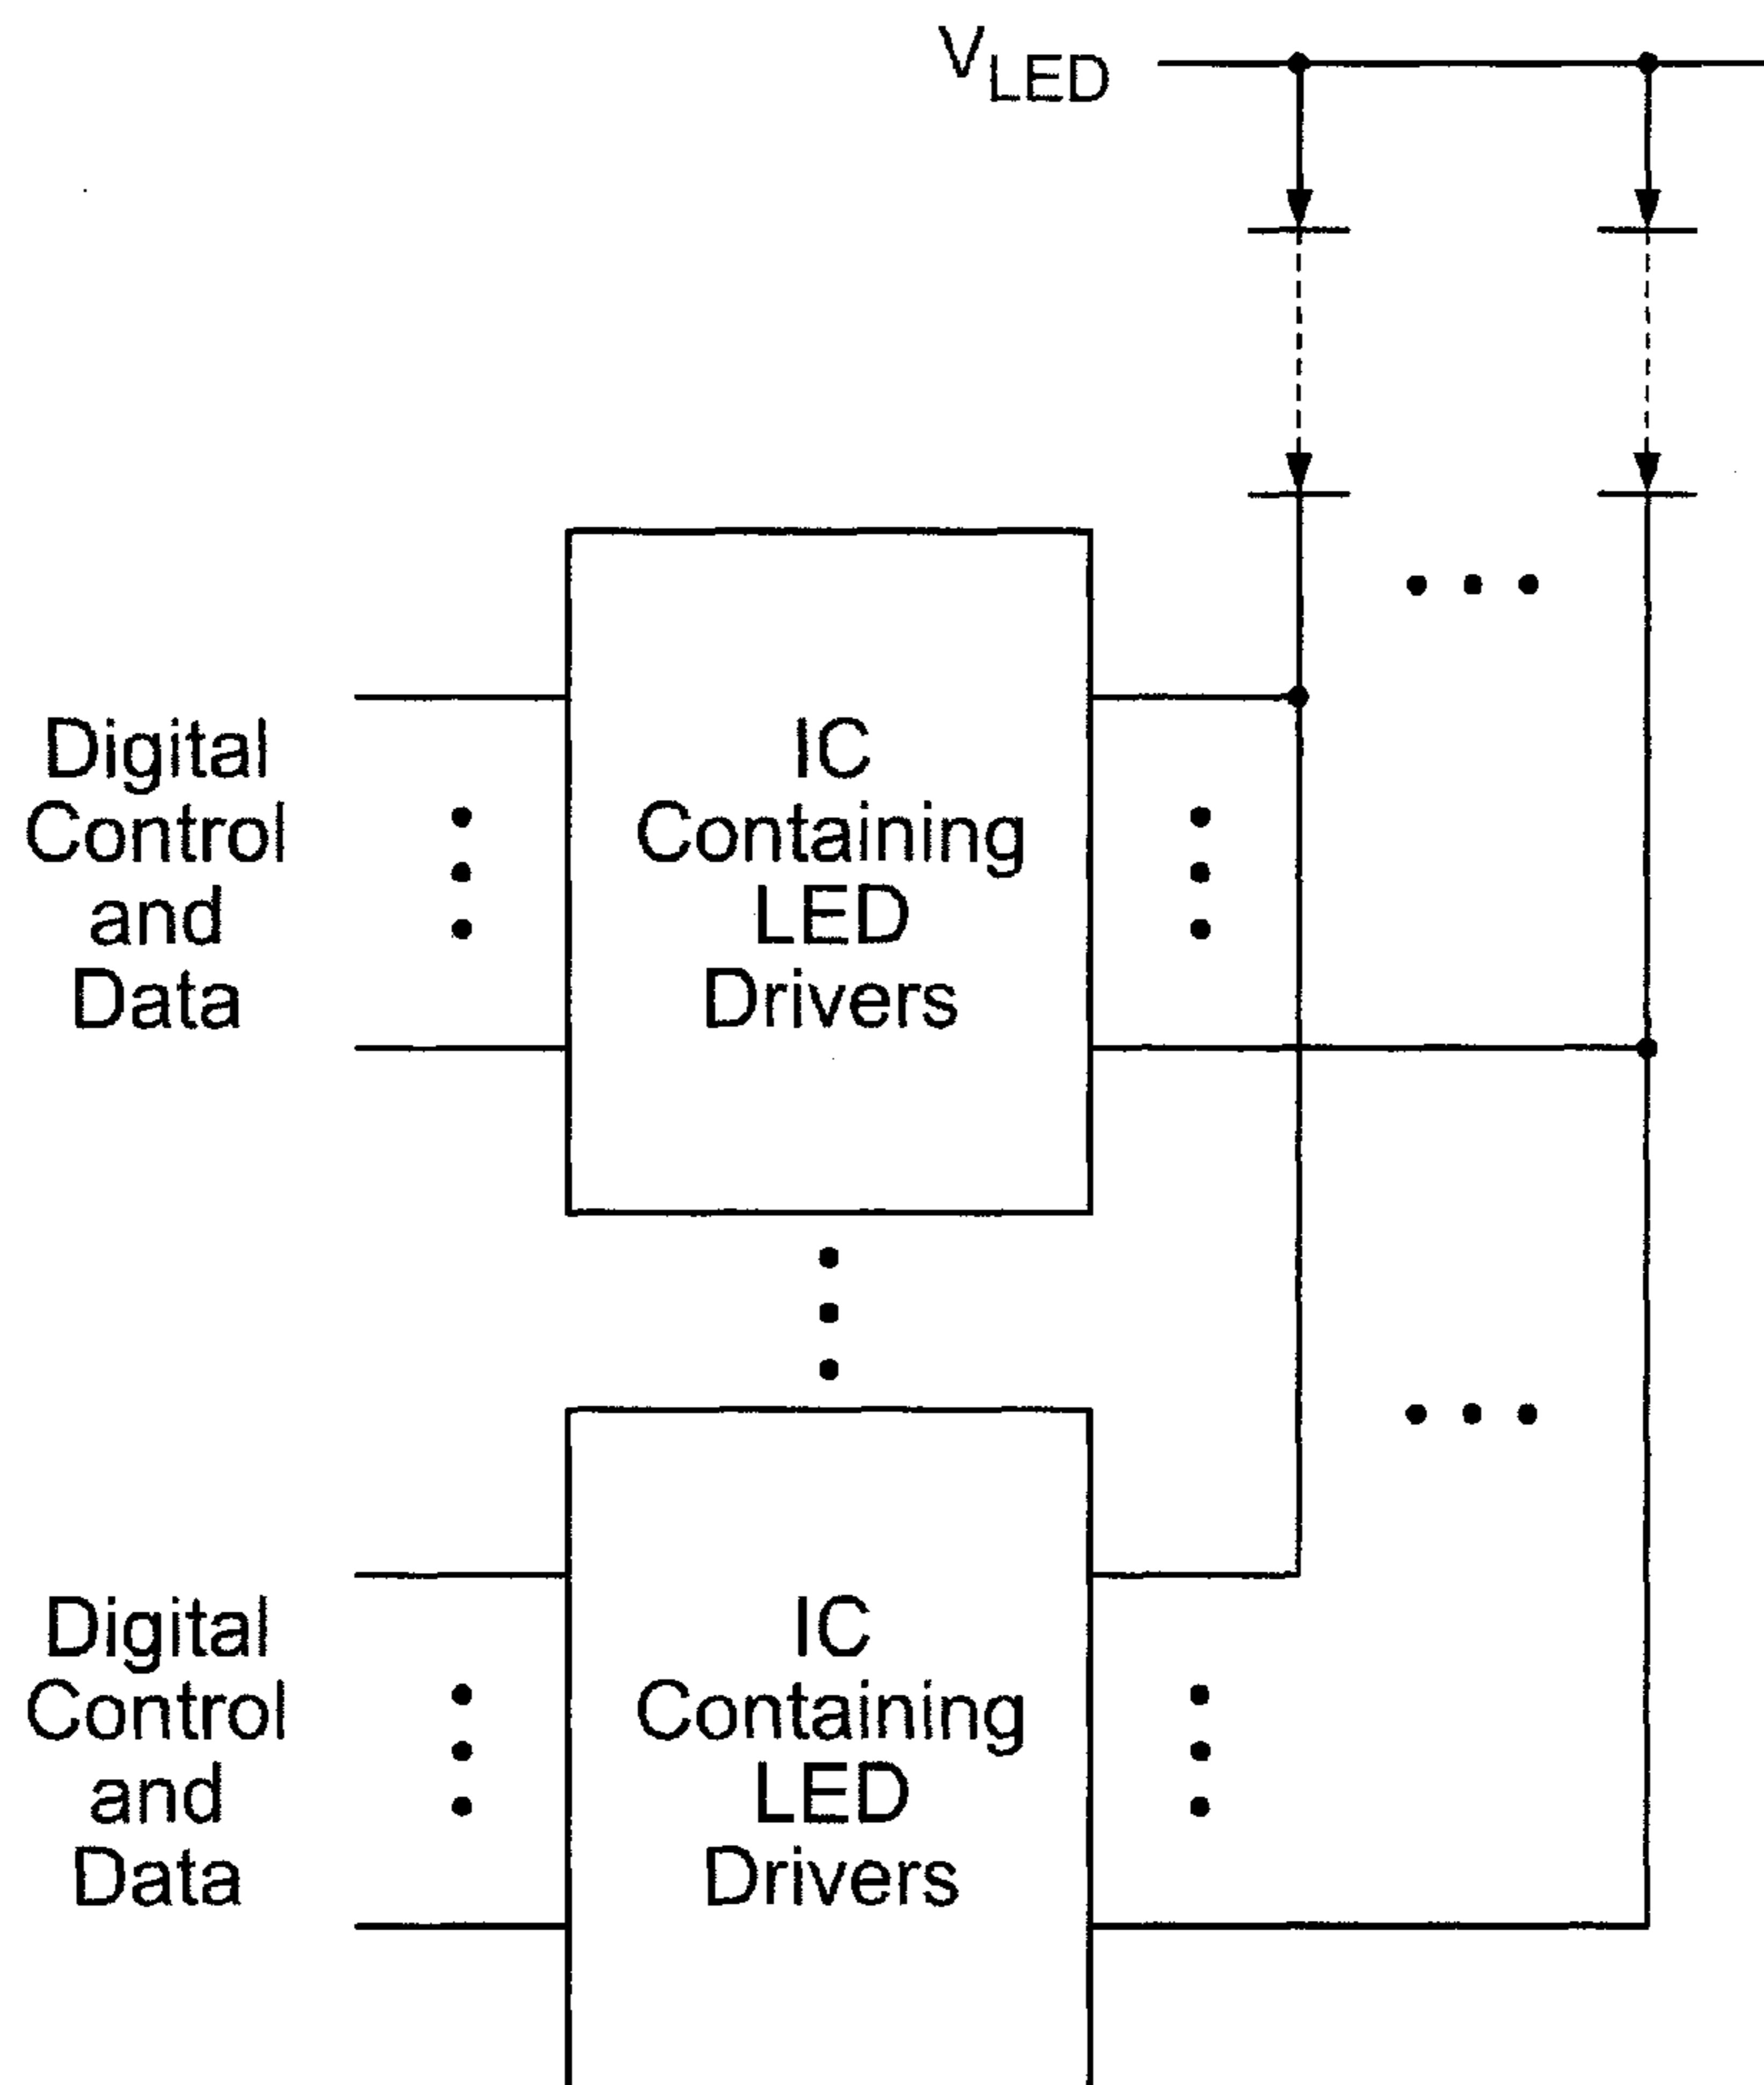 VLED
Digital
Control
and
Data
IC
Containing
LED
Drivers
Digital
Control
and
Data
IC
Containing
LED
Drivers